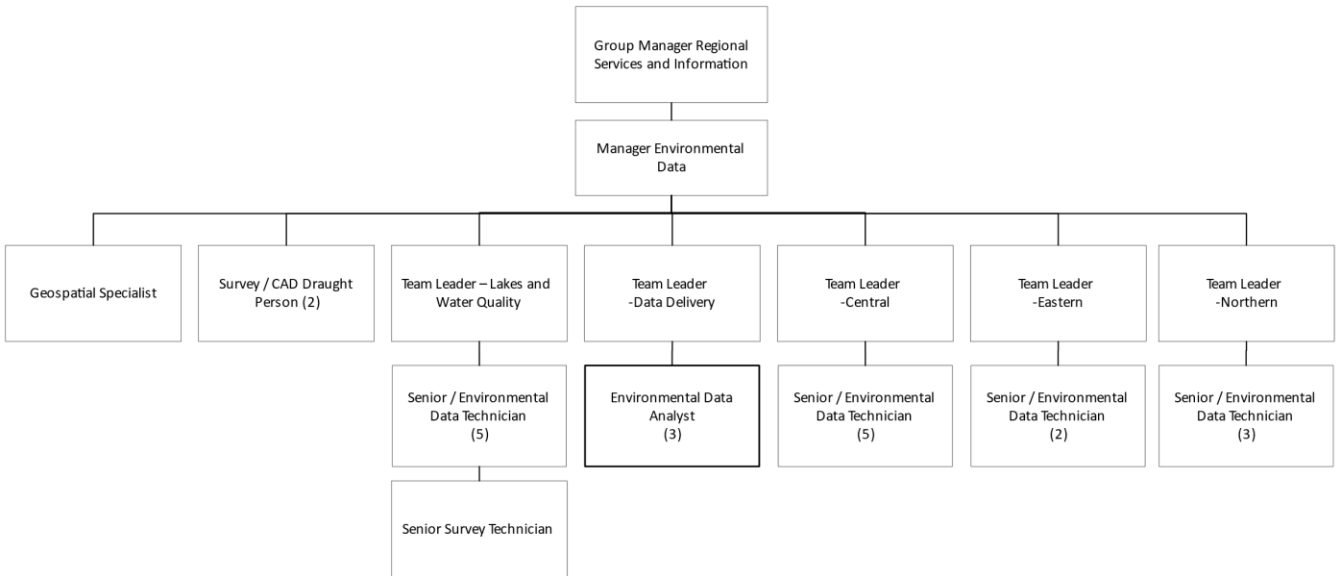 Group Manager Regional
Services and Information
Manager Environmental
Data
Geospatial Specialist
Survey / CAD Draught
Person (2)
Team Leader – Lakes and
Water Quality
Team Leader
-Data Delivery
Team Leader
-Central
Team Leader
-Eastern
Team Leader
-Northern
Senior / Environmental
Data Technician
(5)
Environmental Data
Analyst
(3)
Senior / Environmental
Data Technician
(5)
Senior / Environmental
Data Technician
(2)
Senior / Environmental
Data Technician
(3)
Senior Survey Technician